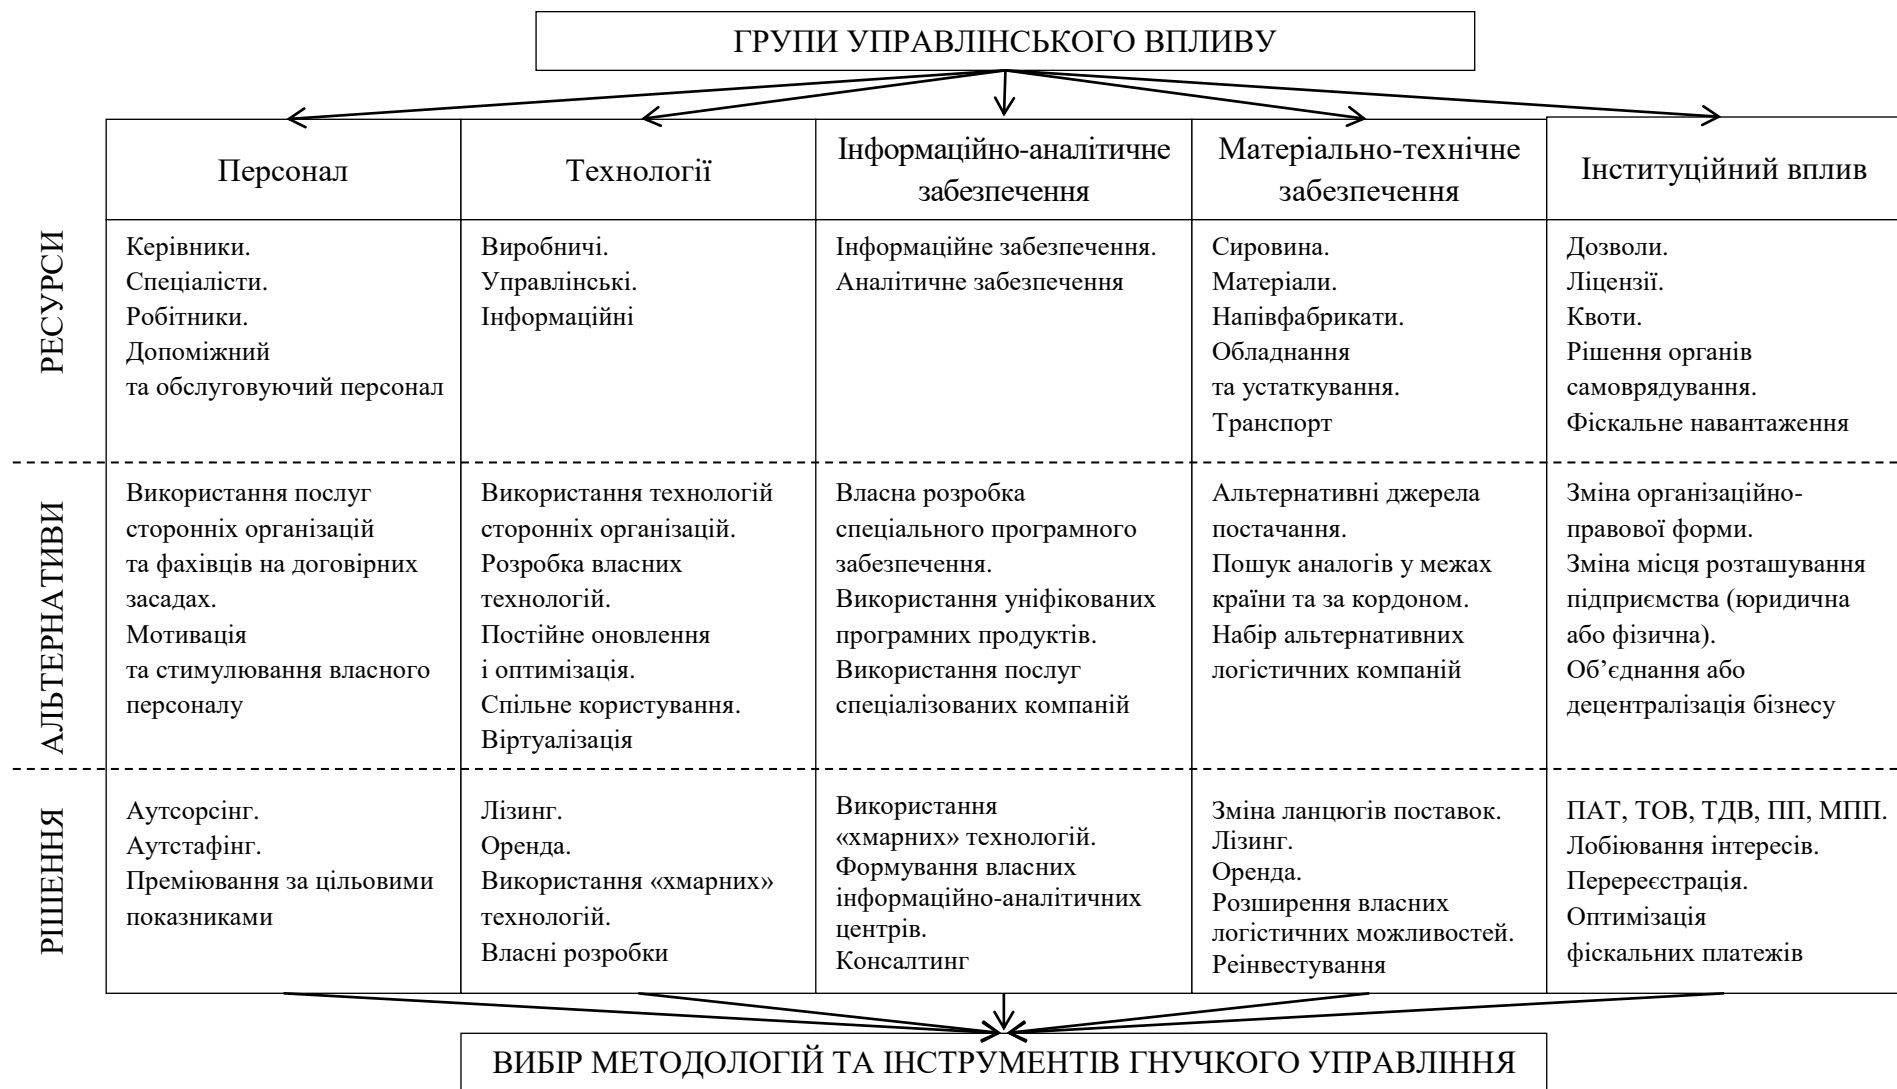 ГРУПИ УПРАВЛІНСЬКОГО ВПЛИВУ
Персонал
Технології
Інформаційно-аналітичне
забезпечення
Матеріально-технічне
забезпечення
Інституційний вплив
РЕСУРСИ
Керівники.
Спеціалісти.
Робітники.
Допоміжний
та обслуговуючий персонал
Виробничі.
Управлінські.
Інформаційні
Інформаційне забезпечення.
Аналітичне забезпечення
Сировина.
Матеріали.
Напівфабрикати.
Обладнання
та устаткування.
Транспорт
Дозволи.
Ліцензії.
Квоти.
Рішення органів
самоврядування.
Фіскальне навантаження
АЛЬТЕРНАТИВИ
Використання послуг
сторонніх організацій
та фахівців на договірних
засадах.
Мотивація
та стимулювання власного
персоналу
Використання технологій
сторонніх організацій.
Розробка власних
технологій.
Постійне оновлення
і оптимізація.
Спільне користування.
Віртуалізація
Власна розробка
спеціального програмного
забезпечення.
Використання уніфікованих
програмних продуктів.
Використання послуг
спеціалізованих компаній
Альтернативні джерела
постачання.
Пошук аналогів у межах
країни та за кордоном.
Набір альтернативних
логістичних компаній
Зміна організаційно-
правової форми.
Зміна місця розташування
підприємства (юридична
або фізична).
Об’єднання або
децентралізація бізнесу
РІШЕННЯ
Аутсорсінг.
Аутстафінг.
Преміювання за цільовими
показниками
Лізинг.
Оренда.
Використання «хмарних»
технологій.
Власні розробки
Використання
«хмарних» технологій.
Формування власних
інформаційно-аналітичних
центрів.
Консалтинг
Зміна ланцюгів поставок.
Лізинг.
Оренда.
Розширення власних
логістичних можливостей.
Реінвестування
ПАТ, ТОВ, ТДВ, ПП, МПП.
Лобіювання інтересів.
Перереєстрація.
Оптимізація
фіскальних платежів
ВИБІР МЕТОДОЛОГІЙ ТА ІНСТРУМЕНТІВ ГНУЧКОГО УПРАВЛІННЯ